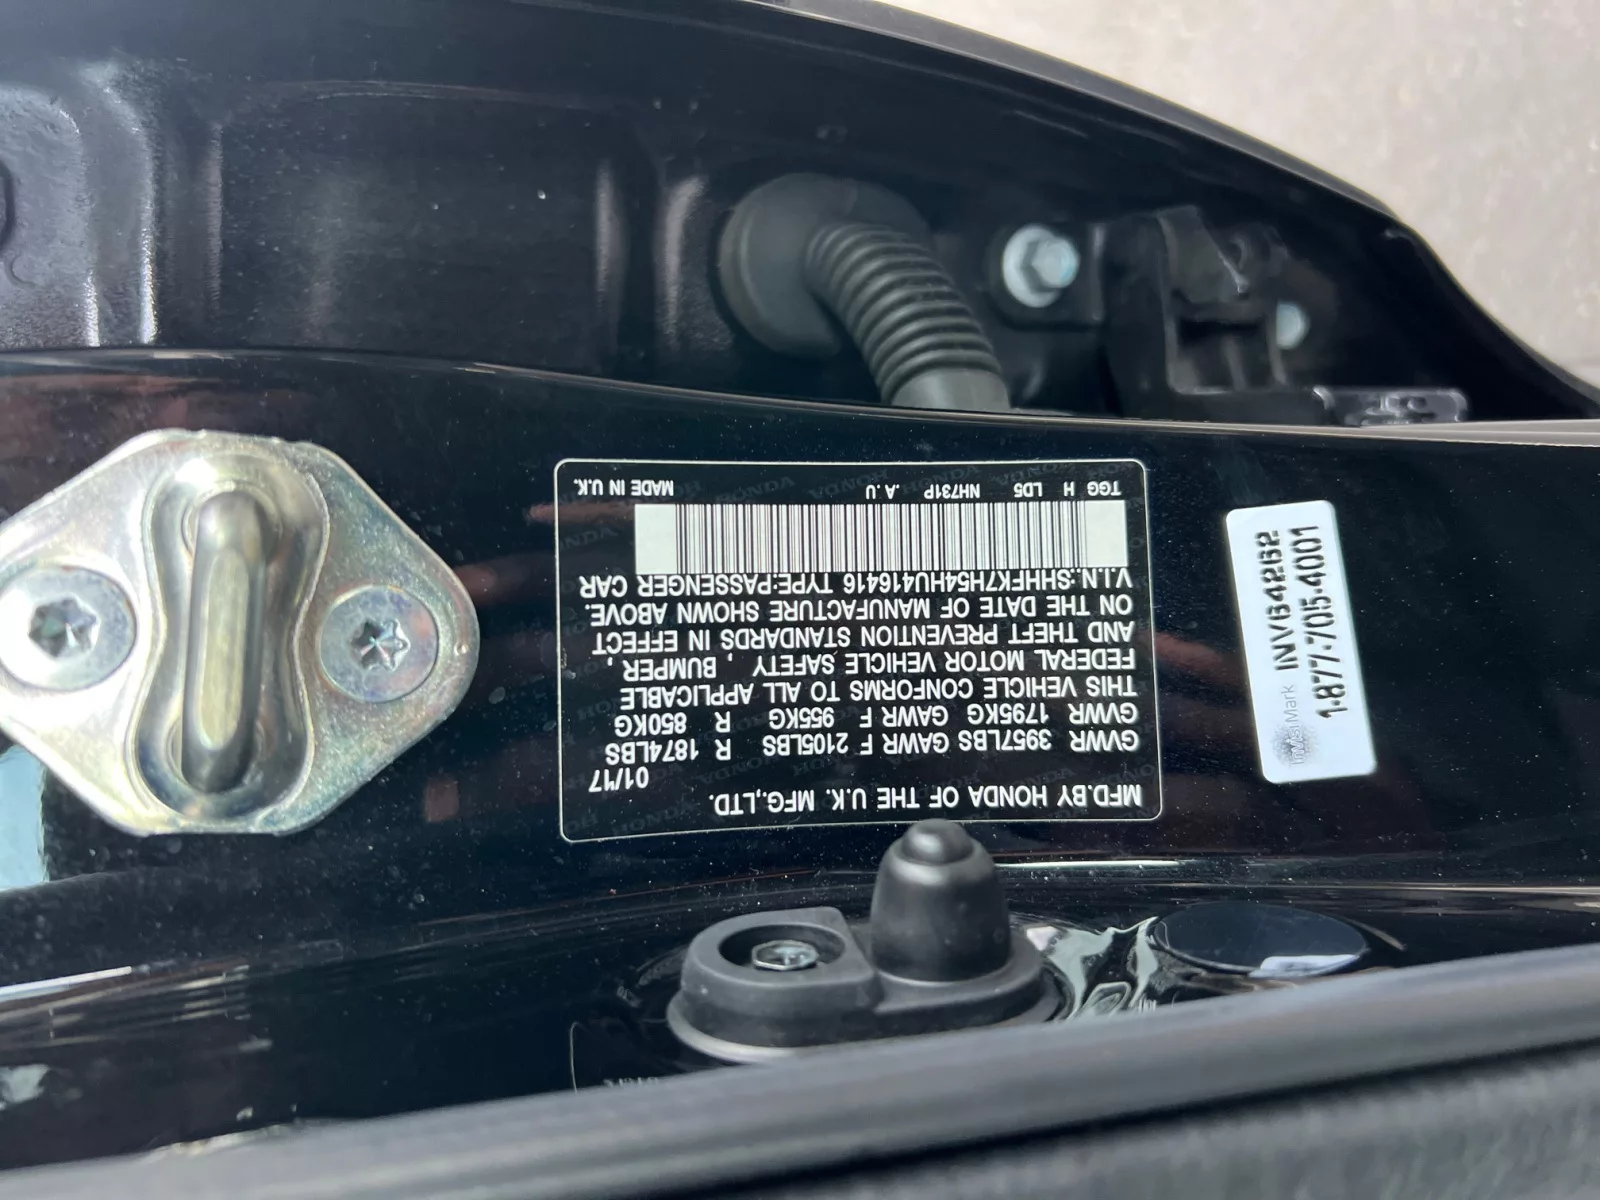 MFD.BY HONDA OF THE U.K. MFG.,LTD.
01/17
GVWR 3957LBS GAWR F 2105LBS R 1874LBS
GVWR 1795KG GAWR F 955KG R 850KG
THIS VEHICLE CONFORMS TO ALL APPLICABLE
FEDERAL MOTOR VEHICLE SAFETY , BUMPER ,
AND THEFT PREVENTION STANDARDS IN EFFECT
ON THE DATE OF MANUFACTURE SHOWN ABOVE.
V.I.N.:SHHFK7H54HU416416 TYPE:PASSENGER CAR
TGG H LD5 NH731P .A .U MADE IN U.K.
INV64262
1-877-705-4001